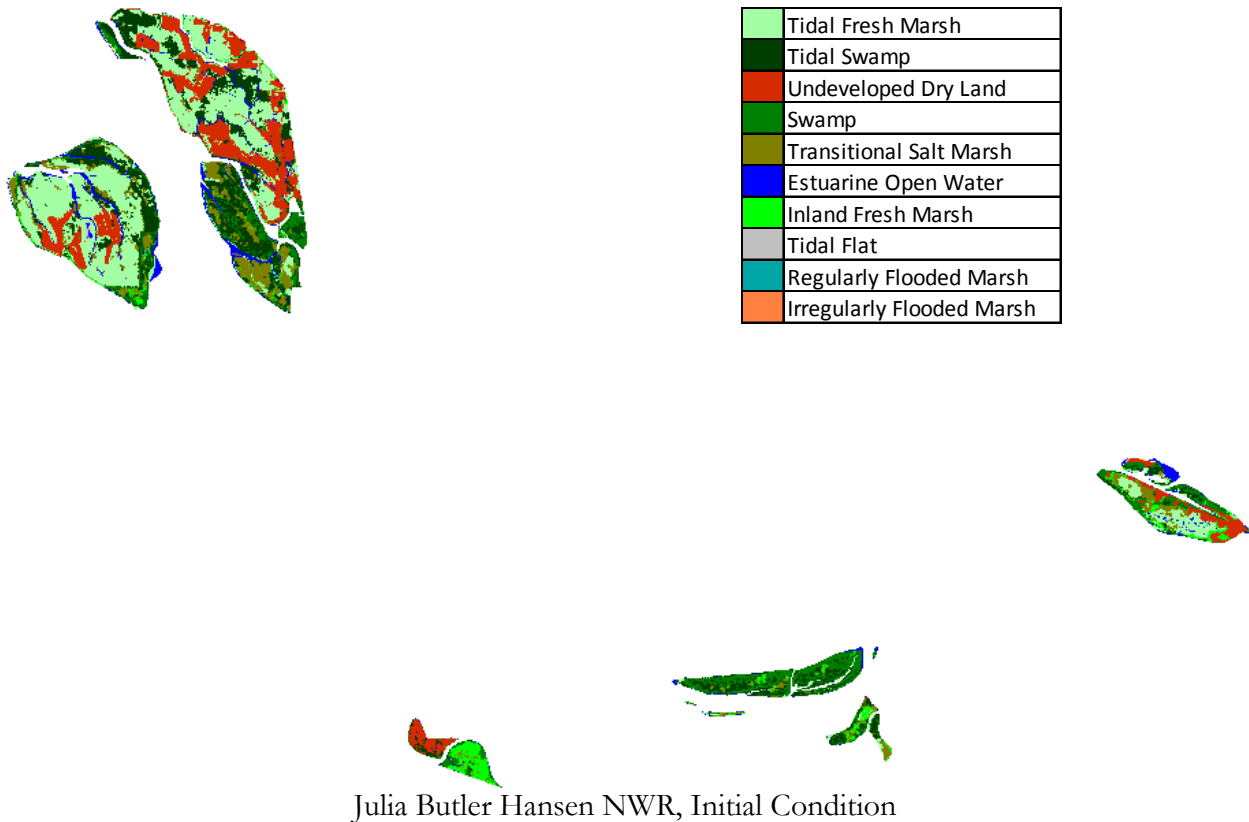 Tidal Fresh Marsh
Tidal Swamp
Undeveloped Dry Land
Swamp
Transitional Salt Marsh
Estuarine Open Water
Inland Fresh Marsh
Tidal Flat
Regularly Flooded Marsh
Irregularly Flooded Marsh
Julia Butler Hansen NWR, Initial Condition